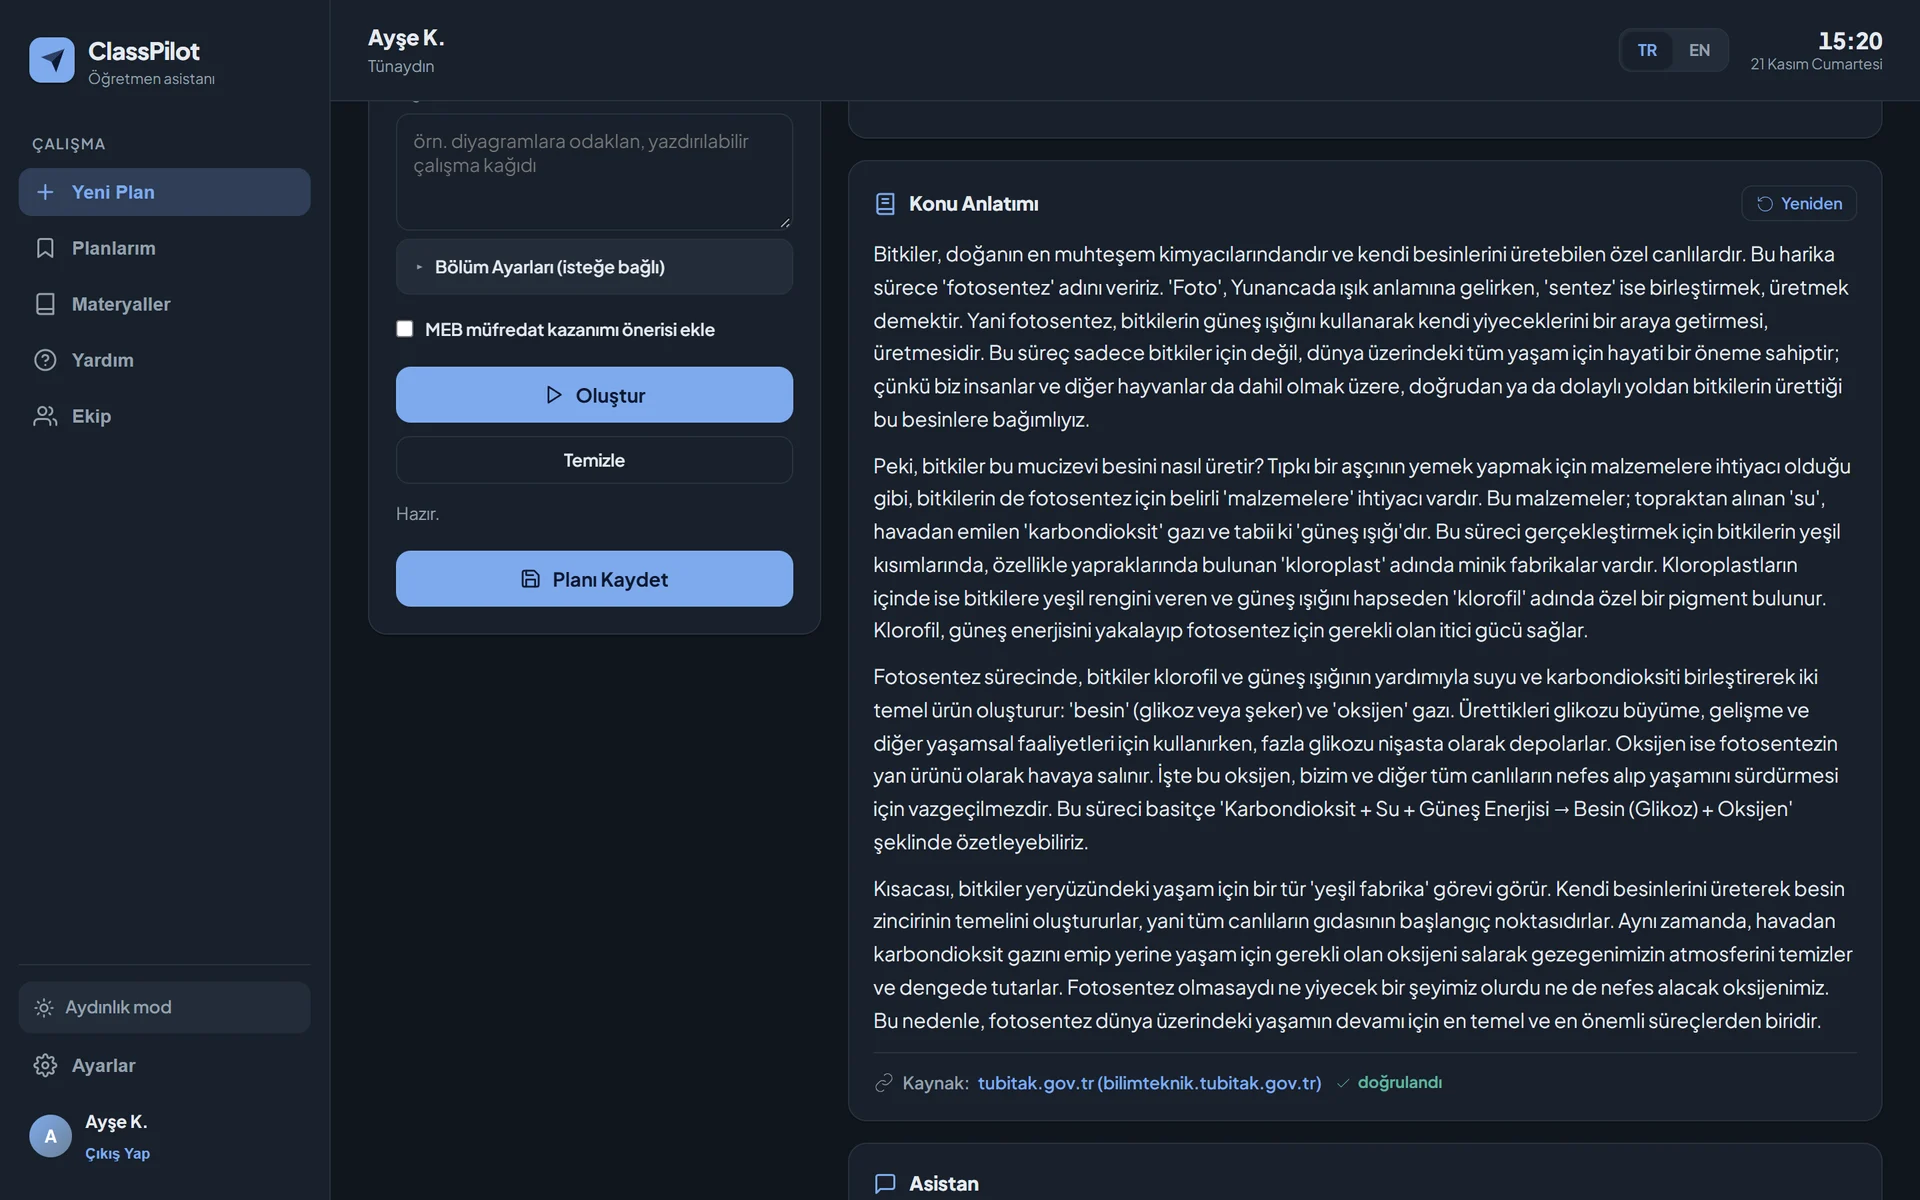 ClassPilot
Öğretmen asistanı
ÇALIŞMA
Yeni Plan
Planlarım
Materyaller
Yardım
Ekip
Aydınlık mod
Ayarlar
A
Ayşe K.
Çıkış Yap
Ayşe K.
Tünaydın
TR
EN
15:20
21 Kasım Cumartesi
örn. diyagramlara odaklan, yazdırılabilir
çalışma kağıdı
Bölüm Ayarları (isteğe bağlı)
MEB müfredat kazanımı önerisi ekle
Oluştur
Temizle
Hazır.
Planı Kaydet
Konu Anlatımı
Yeniden
Bitkiler, doğanın en muhteşem kimyacılarındandır ve kendi besinlerini üretebilen özel canlılardır. Bu harika
sürece 'fotosentez' adını veririz. 'Foto', Yunancada ışık anlamına gelirken, 'sentez' ise birleştirmek, üretmek
demektir. Yani fotosentez, bitkilerin güneş ışığını kullanarak kendi yiyeceklerini bir araya getirmesi,
üretmesidir. Bu süreç sadece bitkiler için değil, dünya üzerindeki tüm yaşam için hayati bir öneme sahiptir;
çünkü biz insanlar ve diğer hayvanlar da dahil olmak üzere, doğrudan ya da dolaylı yoldan bitkilerin ürettiği
bu besinlere bağımlıyız.
Peki, bitkiler bu mucizevi besini nasıl üretir? Tıpkı bir aşçının yemek yapmak için malzemelere ihtiyacı olduğu
gibi, bitkilerin de fotosentez için belirli 'malzemelere' ihtiyacı vardır. Bu malzemeler; topraktan alınan 'su',
havadan emilen 'karbondioksit' gazı ve tabii ki 'güneş ışığı'dır. Bu süreci gerçekleştirmek için bitkilerin yeşil
kısımlarında, özellikle yapraklarında bulunan 'kloroplast' adında minik fabrikalar vardır. Kloroplastların
içinde ise bitkilere yeşil rengini veren ve güneş ışığını hapseden 'klorofil' adında özel bir pigment bulunur.
Klorofil, güneş enerjisini yakalayıp fotosentez için gerekli olan itici gücü sağlar.
Fotosentez sürecinde, bitkiler klorofil ve güneş ışığının yardımıyla suyu ve karbondioksiti birleştirerek iki
temel ürün oluşturur: 'besin' (glikoz veya şeker) ve 'oksijen' gazı. Ürettikleri glikozu büyüme, gelişme ve
diğer yaşamsal faaliyetleri için kullanırken, fazla glikozu nişasta olarak depolarlar. Oksijen ise fotosentezin
yan ürünü olarak havaya salınır. İşte bu oksijen, bizim ve diğer tüm canlıların nefes alıp yaşamını sürdürmesi
için vazgeçilmezdir. Bu süreci basitçe 'Karbondioksit + Su + Güneş Enerjisi → Besin (Glikoz) + Oksijen'
şeklinde özetleyebiliriz.
Kısacası, bitkiler yeryüzündeki yaşam için bir tür 'yeşil fabrika' görevi görür. Kendi besinlerini üreterek besin
zincirinin temelini oluştururlar, yani tüm canlıların gıdasının başlangıç noktasıdırlar. Aynı zamanda, havadan
karbondioksit gazını emip yerine yaşam için gerekli olan oksijeni salarak gezegenimizin atmosferini temizler
ve dengede tutarlar. Fotosentez olmasaydı ne yiyecek bir şeyimiz olurdu ne de nefes alacak oksijenimiz.
Bu nedenle, fotosentez dünya üzerindeki yaşamın devamı için en temel ve en önemli süreçlerden biridir.
Kaynak: tubitak.gov.tr (bilimteknik.tubitak.gov.tr) ✓ doğrulandı
Asistan